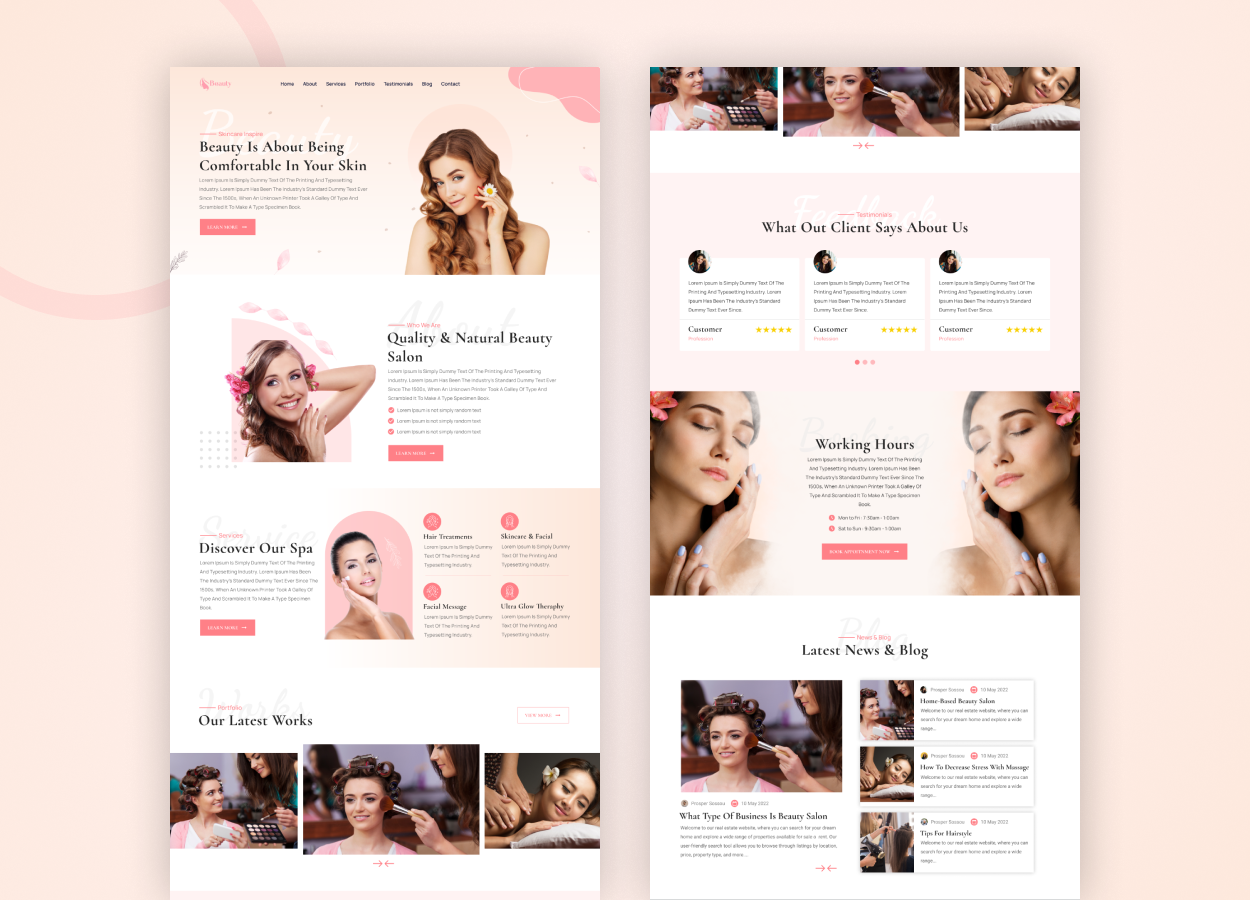 Beauty
Home About Services Portfolio Testimonials Blog Contact
Beauty
Skincare Inspire
Beauty Is About Being
Comfortable In Your Skin
Lorem Ipsum Is Simply Dummy Text Of The Printing And Typesetting
Industry. Lorem Ipsum Has Been The Industry's Standard Dummy Text Ever
Since The 1500s, When An Unknown Printer Took A Galley Of Type And
Scrambled It To Make A Type Specimen Book.
LEARN MORE
About
Who We Are
Quality & Natural Beauty
Salon
Lorem Ipsum Is Simply Dummy Text Of The Printing And Typesetting
Industry. Lorem Ipsum Has Been The Industry's Standard Dummy Text Ever
Since The 1500s, When An Unknown Printer Took A Galley Of Type And
Scrambled It To Make A Type Specimen Book.
Lorem Ipsum is not simply random text
Lorem Ipsum is not simply random text
Lorem Ipsum is not simply random text
LEARN MORE
Service
Services
Discover Our Spa
Lorem Ipsum Is Simply Dummy Text Of The Printing
And Typesetting Industry. Lorem Ipsum Has Been
The Industry's Standard Dummy Text Ever Since The
1500s, When An Unknown Printer Took A Galley Of
Type And Scrambled It To Make A Type Specimen
Book.
LEARN MORE
Hair Treatments
Lorem Ipsum Is Simply Dummy
Text Of The Printing And
Typesetting Industry.
Skincare & Facial
Lorem Ipsum Is Simply Dummy
Text Of The Printing And
Typesetting Industry.
Facial Message
Lorem Ipsum Is Simply Dummy
Text Of The Printing And
Typesetting Industry.
Ultra Glow Theraphy
Lorem Ipsum Is Simply Dummy
Text Of The Printing And
Typesetting Industry.
Works
Portfolio
Our Latest Works
VIEW MORE
Feedback
Testimonials
What Out Client Says About Us
Lorem Ipsum Is Simply Dummy Text Of The
Printing And Typesetting Industry. Lorem
Ipsum Has Been The Industry's Standard
Dummy Text Ever Since.
Customer
Profession
Lorem Ipsum Is Simply Dummy Text Of The
Printing And Typesetting Industry. Lorem
Ipsum Has Been The Industry's Standard
Dummy Text Ever Since.
Customer
Profession
Lorem Ipsum Is Simply Dummy Text Of The
Printing And Typesetting Industry. Lorem
Ipsum Has Been The Industry's Standard
Dummy Text Ever Since.
Customer
Profession
Working Hours
Lorem Ipsum Is Simply Dummy Text Of The Printing
And Typesetting Industry. Lorem Ipsum Has Been
The Industry's Standard Dummy Text Ever Since The
1500s, When An Unknown Printer Took A Galley Of
Type And Scrambled It To Make A Type Specimen
Book.
Mon to Fri : 7:30am - 1:00am
Sat to Sun : 9:30am - 1:00am
BOOK APPOINTMENT NOW
Blog
News & Blog
Latest News & Blog
Prosper Sossou 10 May 2022
What Type Of Business Is Beauty Salon
Welcome to our real estate website, where you can search for your dream
home and explore a wide range of properties available for sale or rent. Our
user-friendly search tool allows you to browse through listings by location,
price, property type, and more...
Prosper Sossou 10 May 2022
Home-Based Beauty Salon
Welcome to our real estate website, where you can
search for your dream home and explore a wide
range...
Prosper Sossou 10 May 2022
How To Decrease Stress With Massage
Welcome to our real estate website, where you can
search for your dream home and explore a wide
range...
Prosper Sossou 10 May 2022
Tips For Hairstyle
Welcome to our real estate website, where you can
search for your dream home and explore a wide
range...